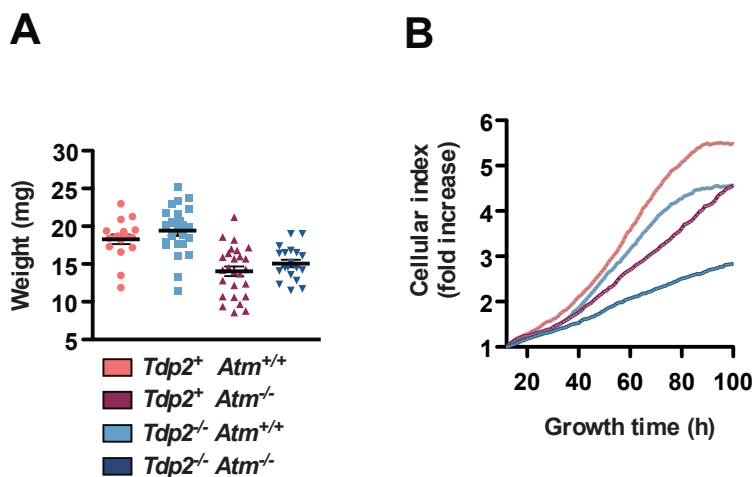 A
Weight (mg)
30
25
20
15
10
5
Tdp2+ Atm+/+
Tdp2+ Atm-/-
Tdp2-/- Atm+/+
Tdp2-/- Atm-/-
B
Cellular index
(fold increase)
6
5
4
3
2
1
20 40 60 80 100
Growth time (h)